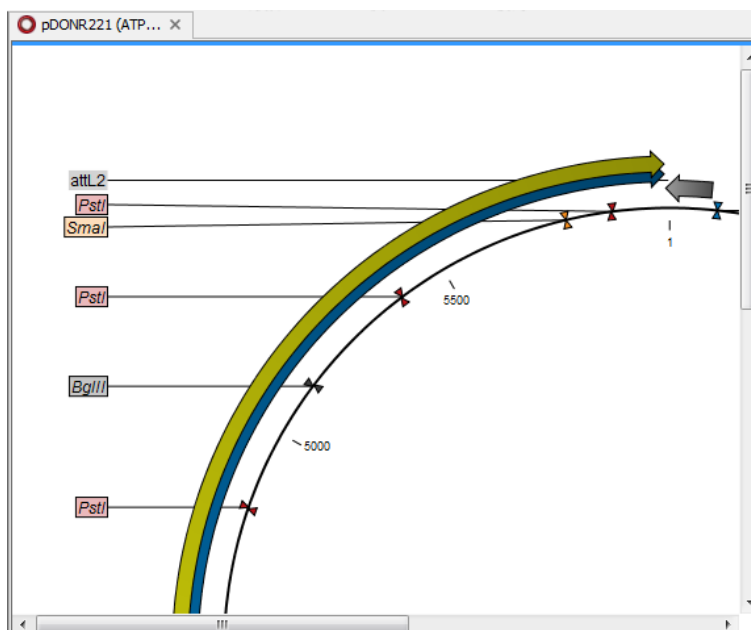 pDONR221 (ATP...
attL2
PstI
SmaI
PstI
BglII
PstI
1
5500
5000